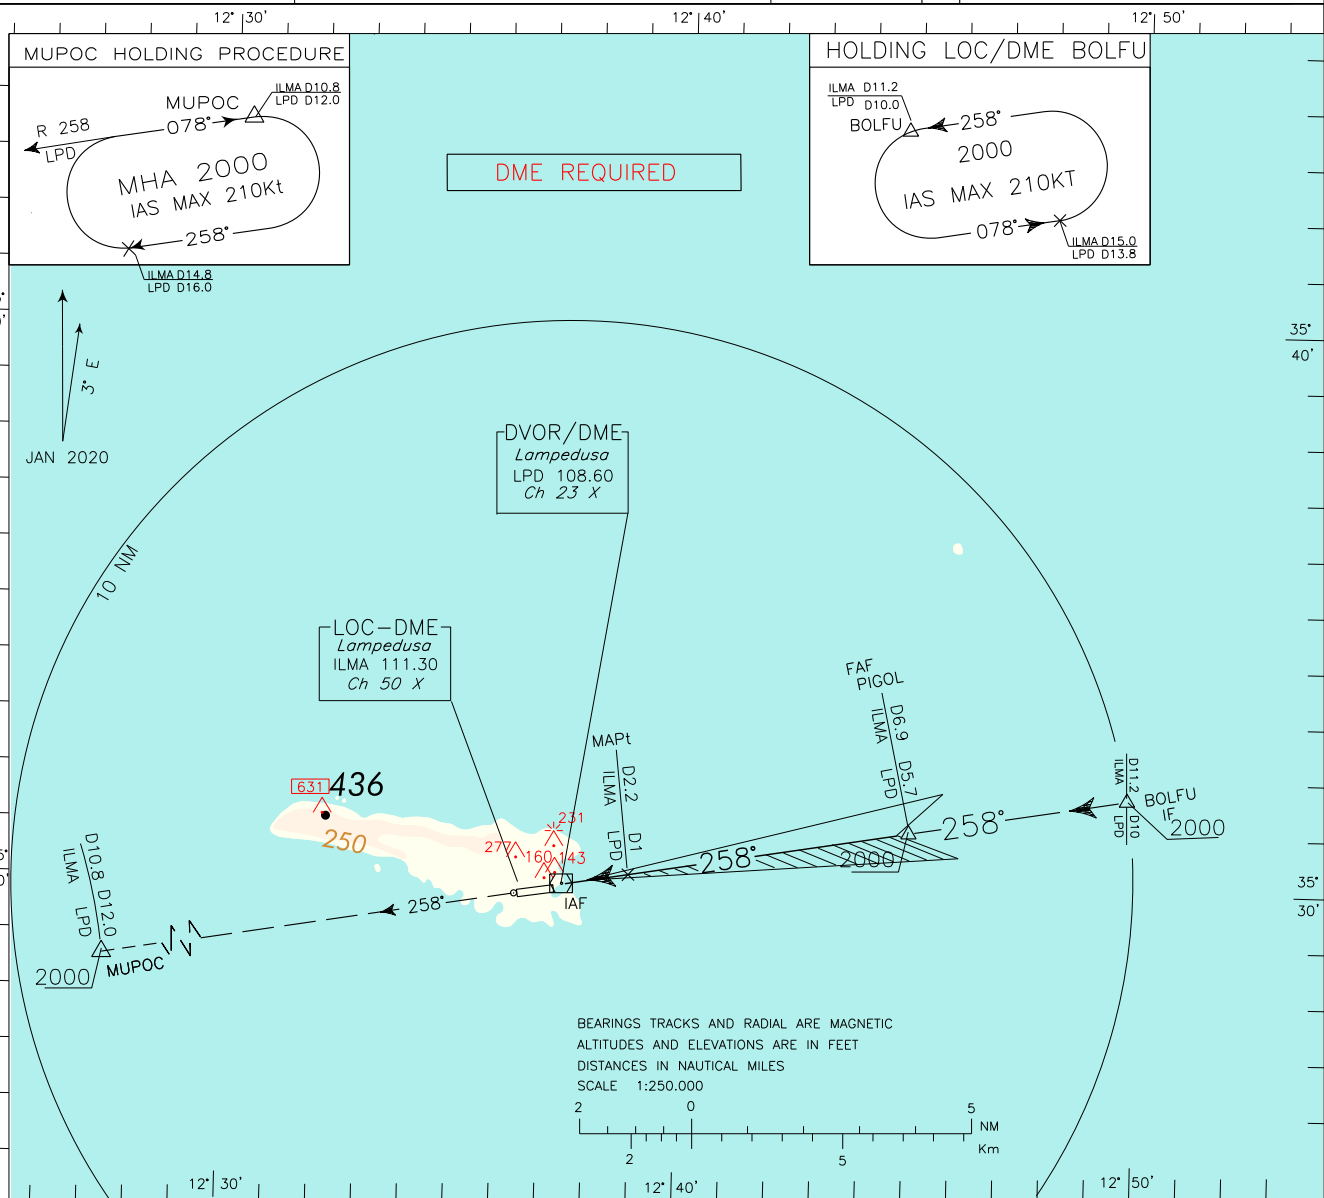 12° 30'
12° 40'
12° 50'
MUPOC HOLDING PROCEDURE
ILMA D10.8
LPD D12.0
MUPOC
078°
R 258
LPD
MHA 2000
IAS MAX 210Kt
258°
ILMA D14.8
LPD D16.0
HOLDING LOC/DME BOLFU
ILMA D11.2
LPD D10.0
BOLFU
258°
2000
IAS MAX 210KT
078°
ILMA D15.0
LPD D13.8
DME REQUIRED
3° E
JAN 2020
35°
40'
10 NM
DVOR/DME
Lampedusa
LPD 108.60
Ch 23 X
LOC-DME
Lampedusa
ILMA 111.30
Ch 50 X
FAF
PIGOL
D6.9 D5.7
ILMA LPD
MAPt
D2.2 D1
ILMA LPD
D11.2 D10
ILMA LPD
BOLFU
IF
2000
258°
258°
2000
631
436
250
231
277
160
143
IAF
258°
D10.8 D12.0
ILMA LPD
MUPOC
2000
35°
30'
BEARINGS TRACKS AND RADIAL ARE MAGNETIC
ALTITUDES AND ELEVATIONS ARE IN FEET
DISTANCES IN NAUTICAL MILES
SCALE 1:250.000
2 0 5
NM
Km
2 5
12° 30'
12° 40'
12° 50'